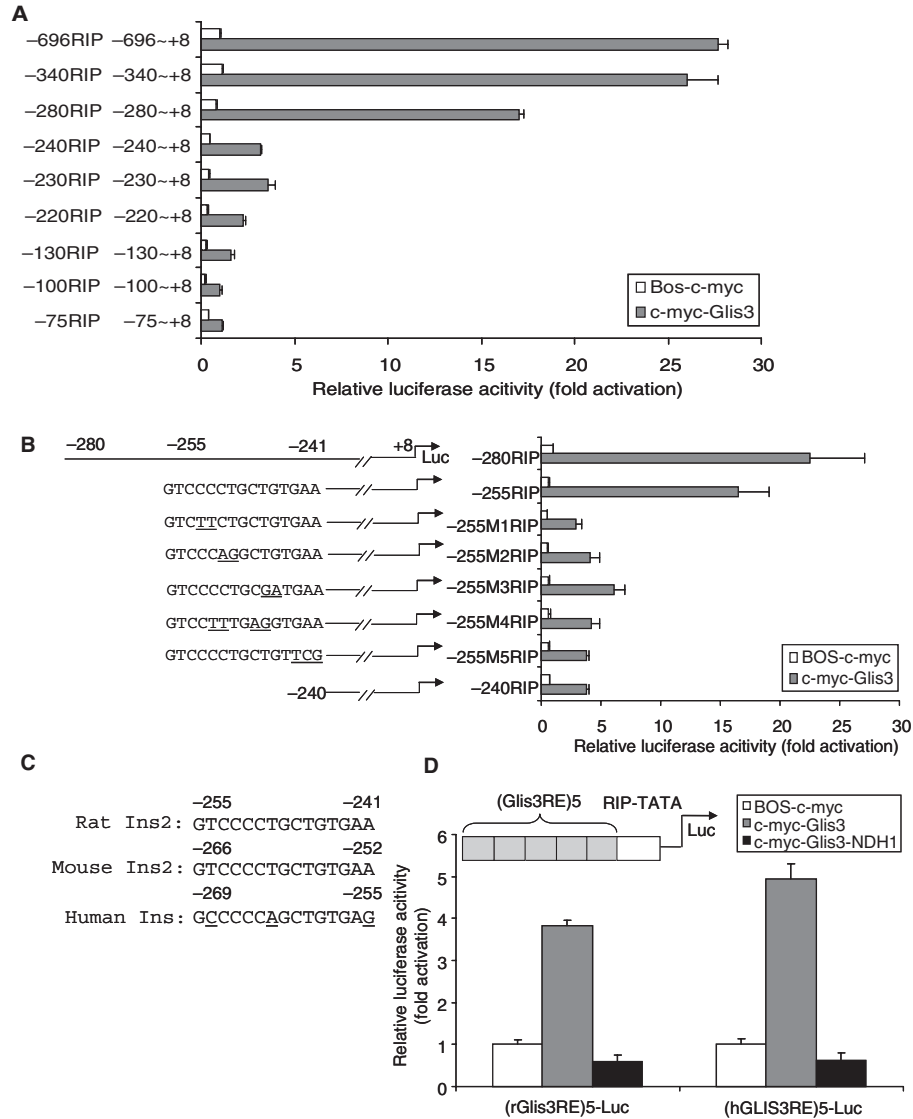 A
−696RIP −696~+8
−340RIP −340~+8
−280RIP −280~+8
−240RIP −240~+8
−230RIP −230~+8
−220RIP −220~+8
−130RIP −130~+8
−100RIP −100~+8
−75RIP −75~+8
Bos-c-myc
c-myc-Glis3
0 5 10 15 20 25 30
Relative luciferase acitivity (fold activation)
B
−280 −255 −241 +8
Luc
GTCCCCTGCTGTGAA
GTCTTCTGCTGTGAA
GTCCCAGGCTGTGAA
GTCCCCTGCGATGAA
GTCCTTTGAGGTGAA
GTCCCCTGCTGTTCG
−240
−280RIP
−255RIP
−255M1RIP
−255M2RIP
−255M3RIP
−255M4RIP
−255M5RIP
−240RIP
BOS-c-myc
c-myc-Glis3
0 5 10 15 20 25 30
Relative luciferase acitivity (fold activation)
C
−255 −241
Rat Ins2: GTCCCCTGCTGTGAA
−266 −252
Mouse Ins2: GTCCCCTGCTGTGAA
−269 −255
Human Ins: GCCCCCAGCTGTGAG
D
(Glis3RE)5 RIP-TATA
Luc
BOS-c-myc
c-myc-Glis3
c-myc-Glis3-NDH1
6
5
4
3
2
1
0
Relative luciferase acitivity
(fold activation)
(rGlis3RE)5-Luc (hGLIS3RE)5-Luc